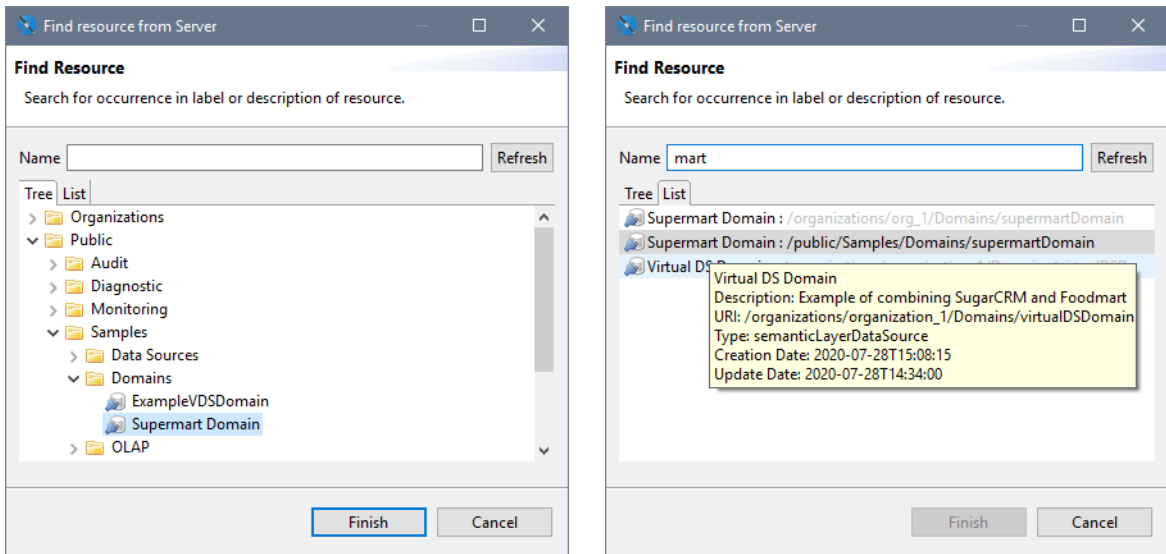 Find resource from Server
Find Resource
Search for occurrence in label or description of resource.
Name
Refresh
Tree List
Organizations
Public
Audit
Diagnostic
Monitoring
Samples
Data Sources
Domains
ExampleVDSDomain
Supermart Domain
OLAP
Finish
Cancel
Find resource from Server
Find Resource
Search for occurrence in label or description of resource.
Name mart
Refresh
Tree List
Supermart Domain : /organizations/org_1/Domains/supermartDomain
Supermart Domain : /public/Samples/Domains/supermartDomain
Virtual DS
Virtual DS Domain
Description: Example of combining SugarCRM and Foodmart
URI: /organizations/organization_1/Domains/virtualDSDomain
Type: semanticLayerDataSource
Creation Date: 2020-07-28T15:08:15
Update Date: 2020-07-28T14:34:00
Finish
Cancel